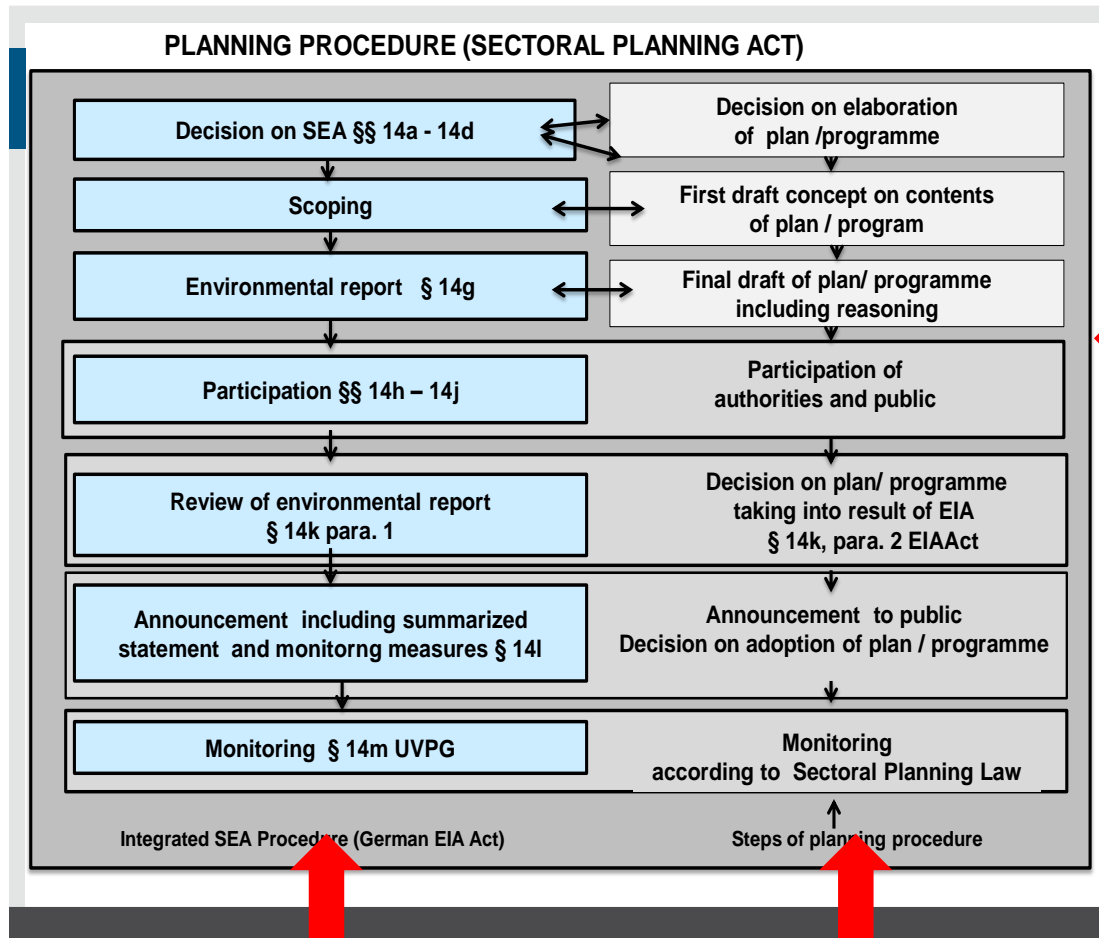 PLANNING PROCEDURE (SECTORAL PLANNING ACT)
Decision on SEA §§ 14a - 14d
Decision on elaboration
of plan /programme
Scoping
First draft concept on contents
of plan / program
Environmental report § 14g
Final draft of plan/ programme
including reasoning
Participation §§ 14h – 14j
Participation of
authorities and public
Review of environmental report
§ 14k para. 1
Decision on plan/ programme
taking into result of EIA
§ 14k, para. 2 EIAAct
Announcement including summarized
statement and monitorng measures § 14l
Announcement to public
Decision on adoption of plan / programme
Monitoring § 14m UVPG
Monitoring
according to Sectoral Planning Law
Integrated SEA Procedure (German EIA Act)
Steps of planning procedure